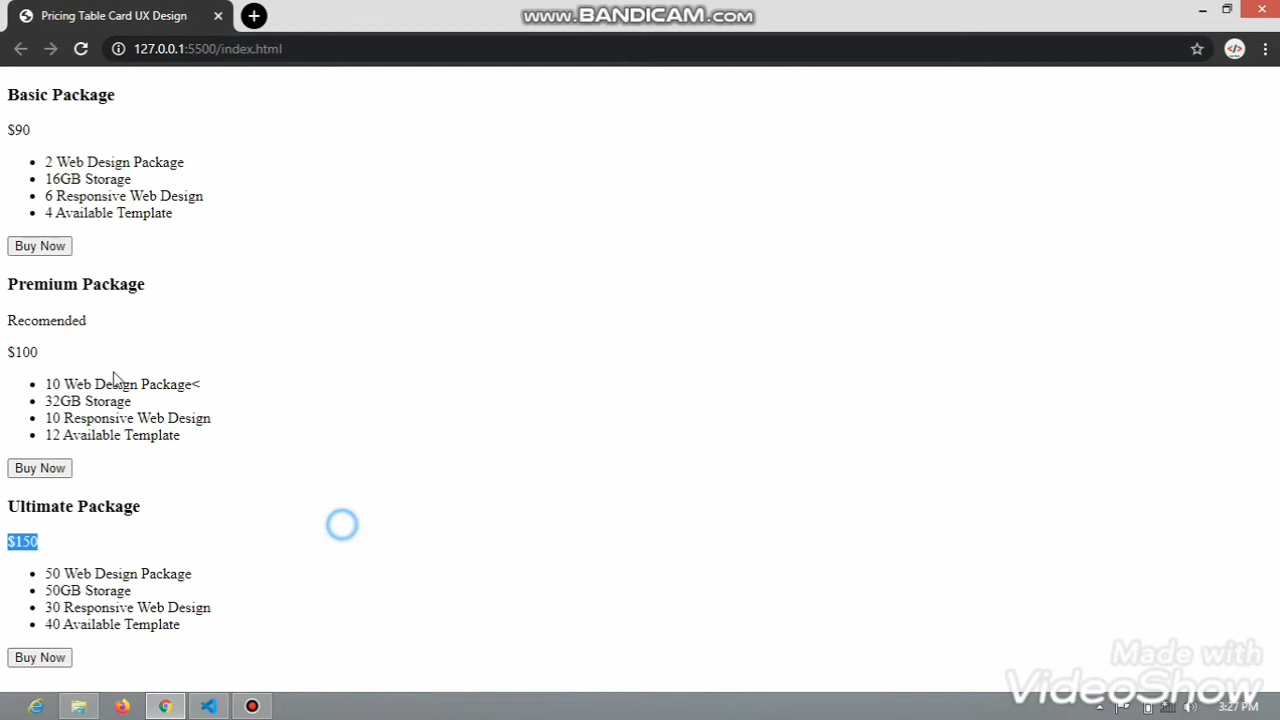 Pricing Table Card UX Design
www.BANDICAM.com
127.0.0.1:5500/index.html
Basic Package
$90
2 Web Design Package
16GB Storage
6 Responsive Web Design
4 Available Template
Buy Now
Premium Package
Recomended
$100
10 Web Design Package<
32GB Storage
10 Responsive Web Design
12 Available Template
Buy Now
Ultimate Package
$150
50 Web Design Package
50GB Storage
30 Responsive Web Design
40 Available Template
Buy Now
Made with
VideoShow
3:27 PM